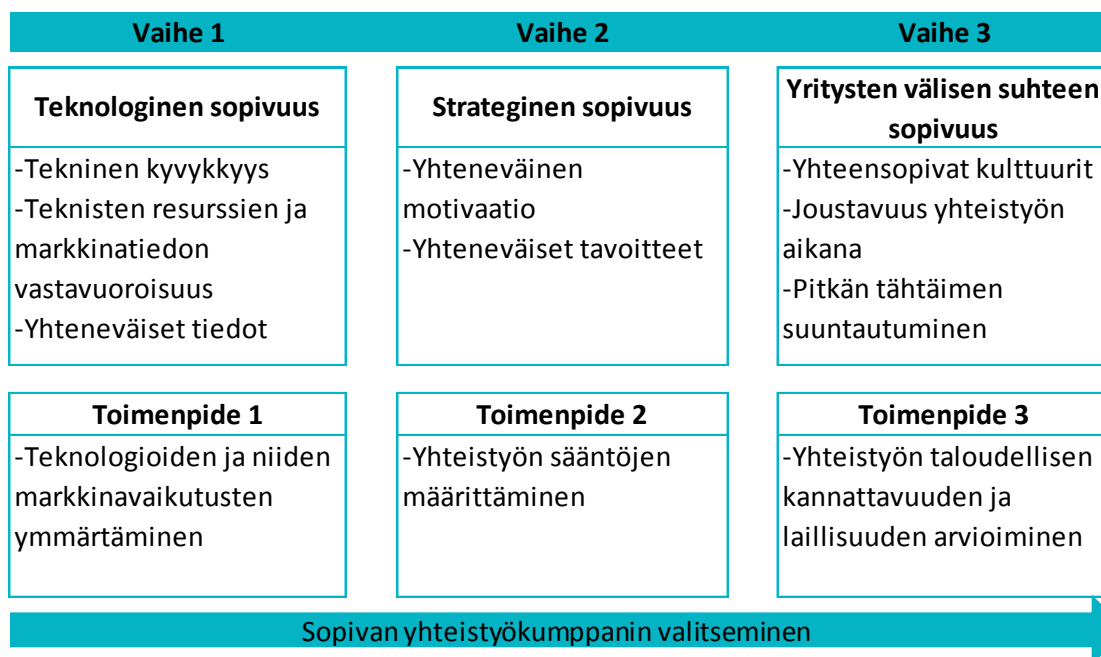 Vaihe 1
Vaihe 2
Vaihe 3
Teknologinen sopivuus
-Tekninen kyvykkyys
-Teknisten resurssien ja
markkinatiedon
vastavuoroisuus
-Yhteneväiset tiedot
Strateginen sopivuus
-Yhteneväinen
motivaatio
-Yhteneväiset tavoitteet
Yritysten välisen suhteen
sopivuus
-Yhteensopivat kulttuurit
-Joustavuus yhteistyön
aikana
-Pitkän tähtäimen
suuntautuminen
Toimenpide 1
-Teknologioiden ja niiden
markkinavaikutusten
ymmärtäminen
Toimenpide 2
-Yhteistyön sääntöjen
määrittäminen
Toimenpide 3
-Yhteistyön taloudellisen
kannattavuuden ja
laillisuuden arvioiminen
Sopivan yhteistyökumppanin valitseminen